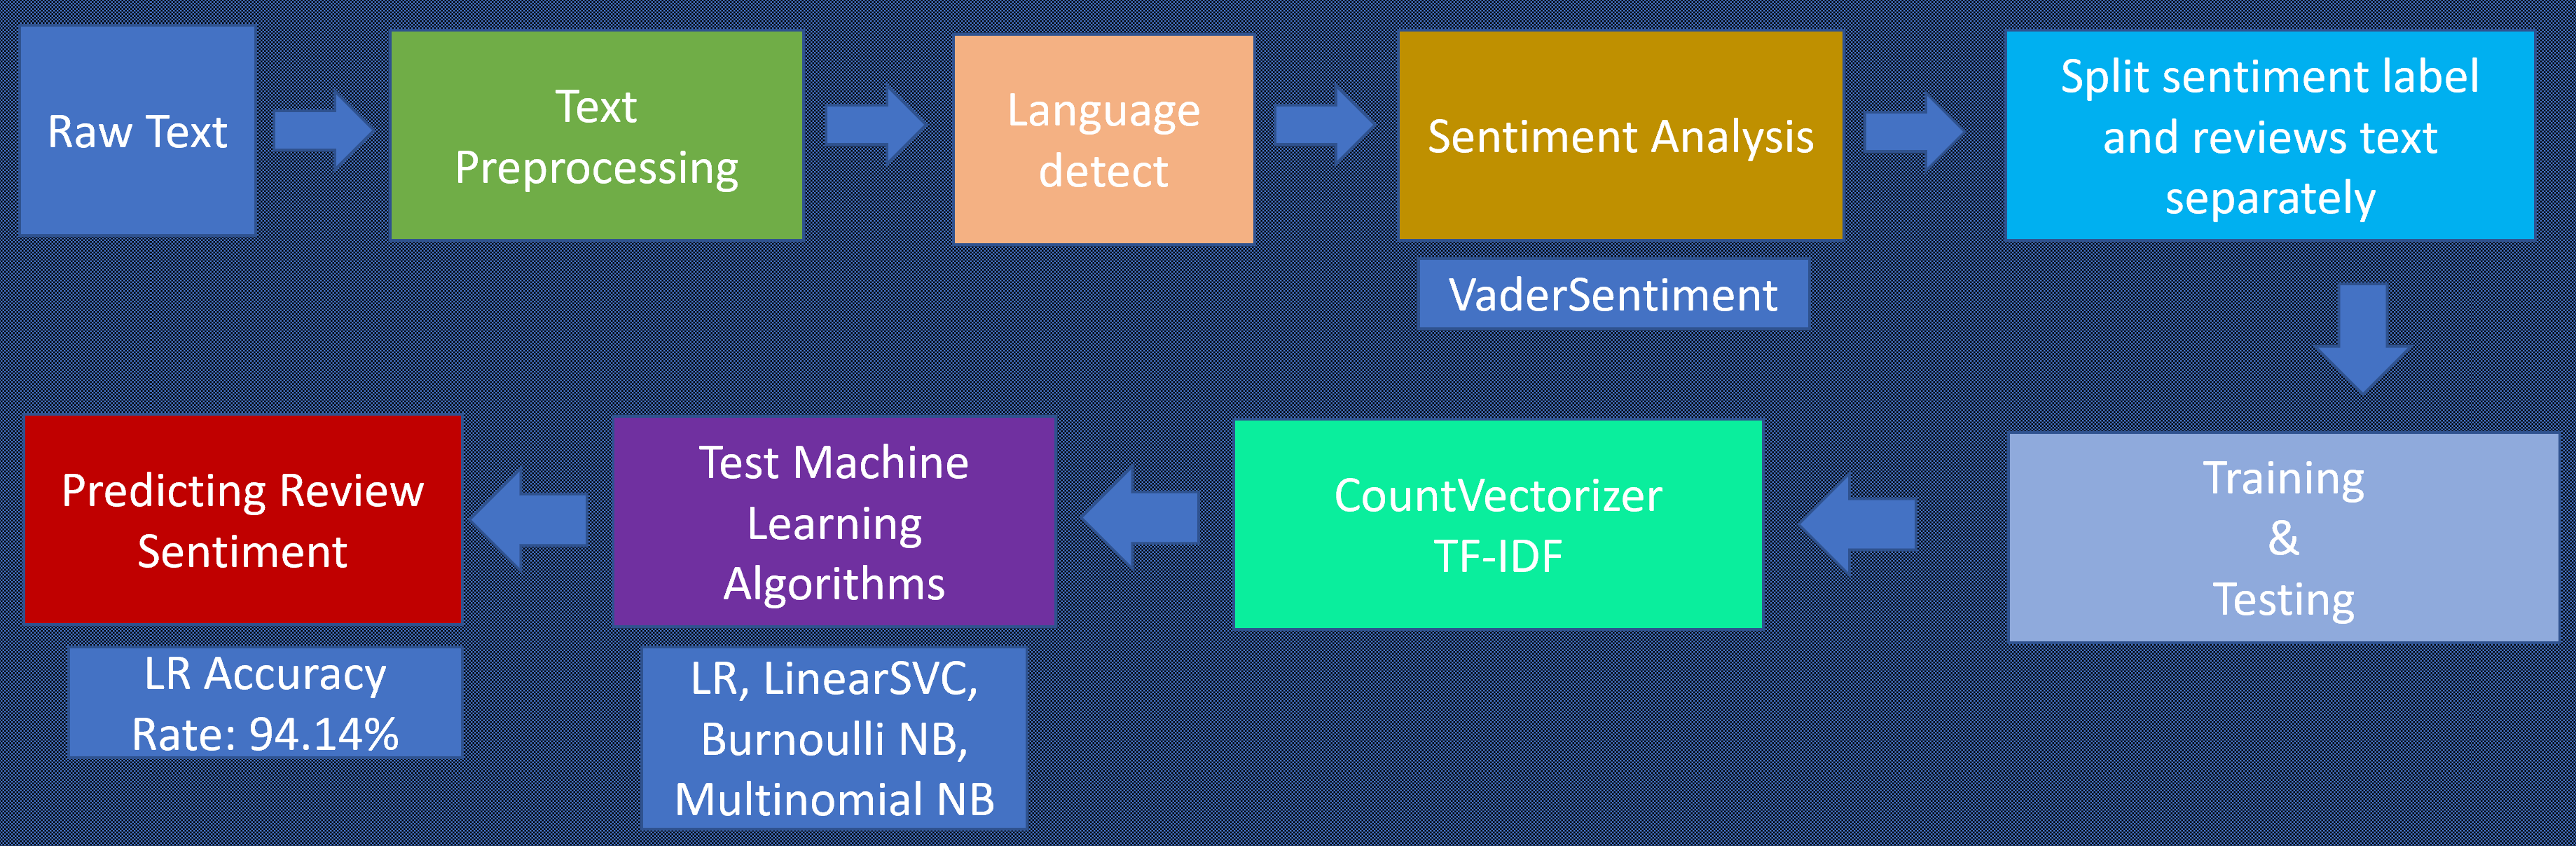 Raw Text
Text
Preprocessing
Language
detect
Sentiment Analysis
VaderSentiment
Split sentiment label
and reviews text
separately
Training
&
Testing
CountVectorizer
TF-IDF
Test Machine
Learning
Algorithms
LR, LinearSVC,
Burnoulli NB,
Multinomial NB
Predicting Review
Sentiment
LR Accuracy
Rate: 94.14%